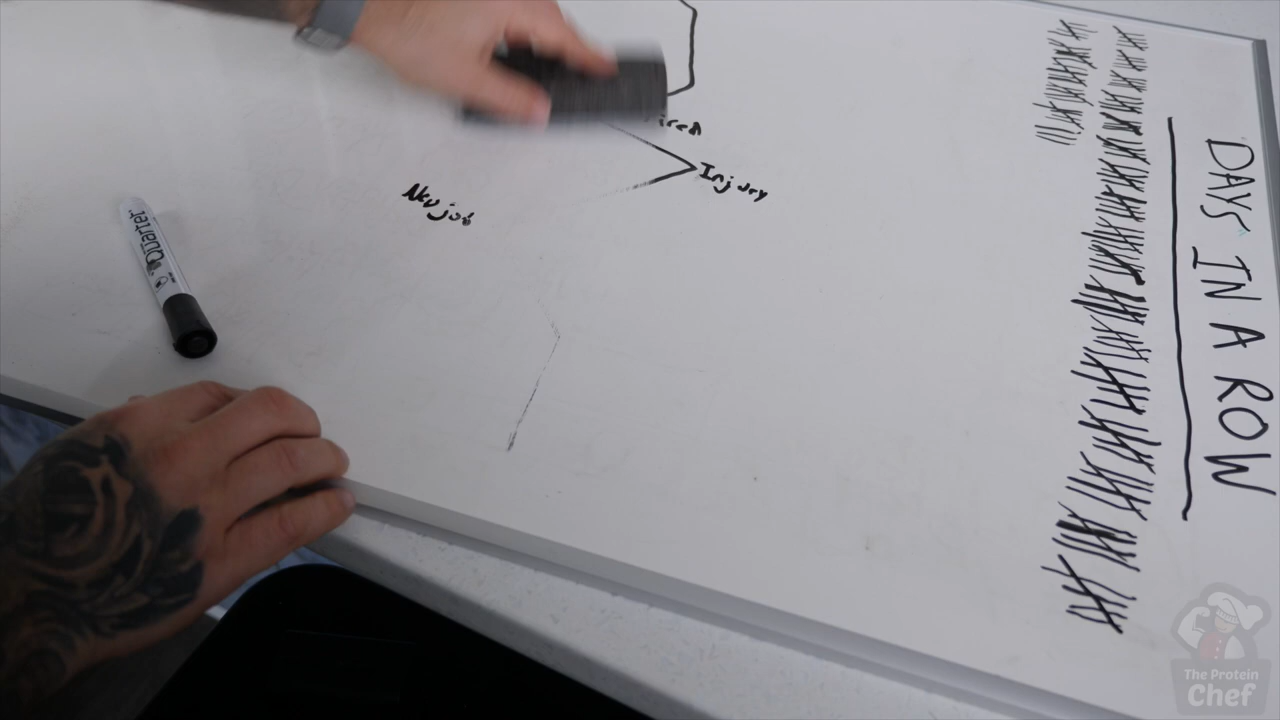 DAYS IN A ROW
Injury
New job
Quartet
The Protein
Chef